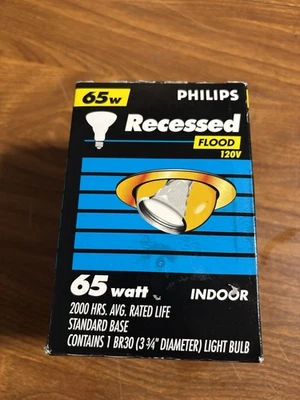 65w PHILIPS
Recessed
FLOOD
120V
65 watt INDOOR
2000 HRS. AVG. RATED LIFE
STANDARD BASE
CONTAINS 1 BR30 (3 3/4" DIAMETER) LIGHT BULB